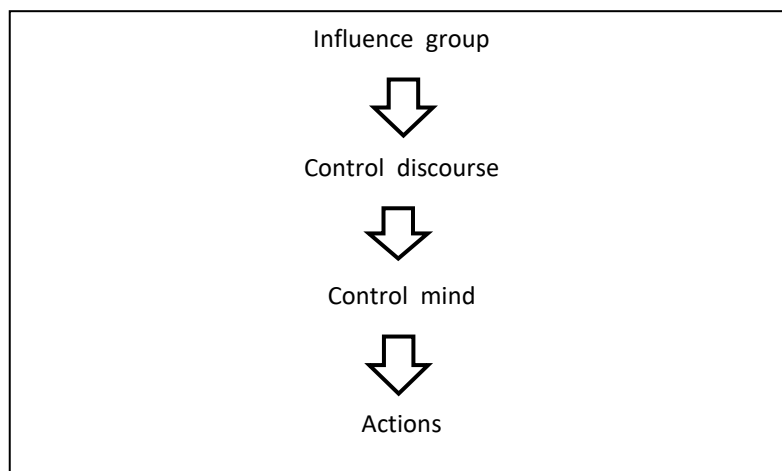 Influence group
Control discourse
Control mind
Actions